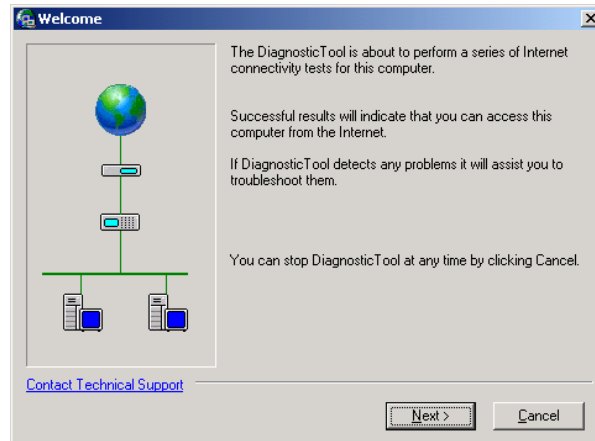 Welcome
The DiagnosticTool is about to perform a series of Internet
connectivity tests for this computer.
Successful results will indicate that you can access this
computer from the Internet.
If DiagnosticTool detects any problems it will assist you to
troubleshoot them.
You can stop DiagnosticTool at any time by clicking Cancel.
Contact Technical Support
Next >
Cancel